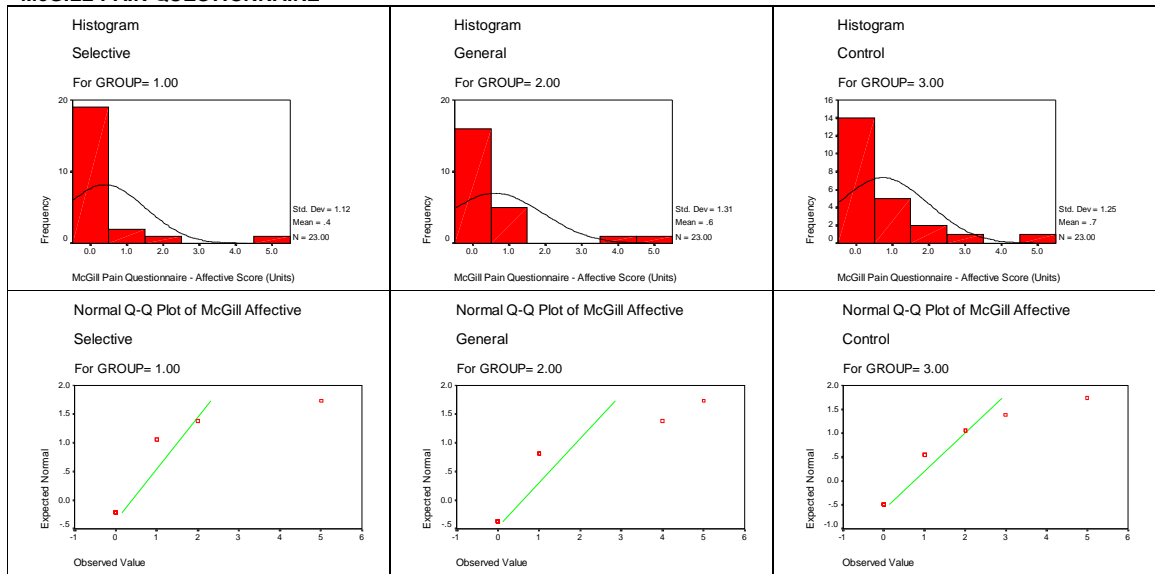 McGILL PAIN QUESTIONNAIRE
Histogram
Selective
For GROUP= 1.00
20
10
0
Frequency
0.0 1.0 2.0 3.0 4.0 5.0
Std. Dev = 1.12
Mean = .4
N = 23.00
McGill Pain Questionnaire - Affective Score (Units)
Histogram
General
For GROUP= 2.00
20
10
0
Frequency
0.0 1.0 2.0 3.0 4.0 5.0
Std. Dev = 1.31
Mean = .6
N = 23.00
McGill Pain Questionnaire - Affective Score (Units)
Histogram
Control
For GROUP= 3.00
16
14
12
10
8
6
4
2
0
Frequency
0.0 1.0 2.0 3.0 4.0 5.0
Std. Dev = 1.25
Mean = .7
N = 23.00
McGill Pain Questionnaire - Affective Score (Units)
Normal Q-Q Plot of McGill Affective
Selective
For GROUP= 1.00
2.0
1.5
1.0
.5
0.0
-.5
Expected Normal
-1 0 1 2 3 4 5 6
Observed Value
Normal Q-Q Plot of McGill Affective
General
For GROUP= 2.00
2.0
1.5
1.0
.5
0.0
-.5
Expected Normal
-1 0 1 2 3 4 5 6
Observed Value
Normal Q-Q Plot of McGill Affective
Control
For GROUP= 3.00
2.0
1.5
1.0
.5
0.0
-.5
-1.0
Expected Normal
-1 0 1 2 3 4 5 6
Observed Value